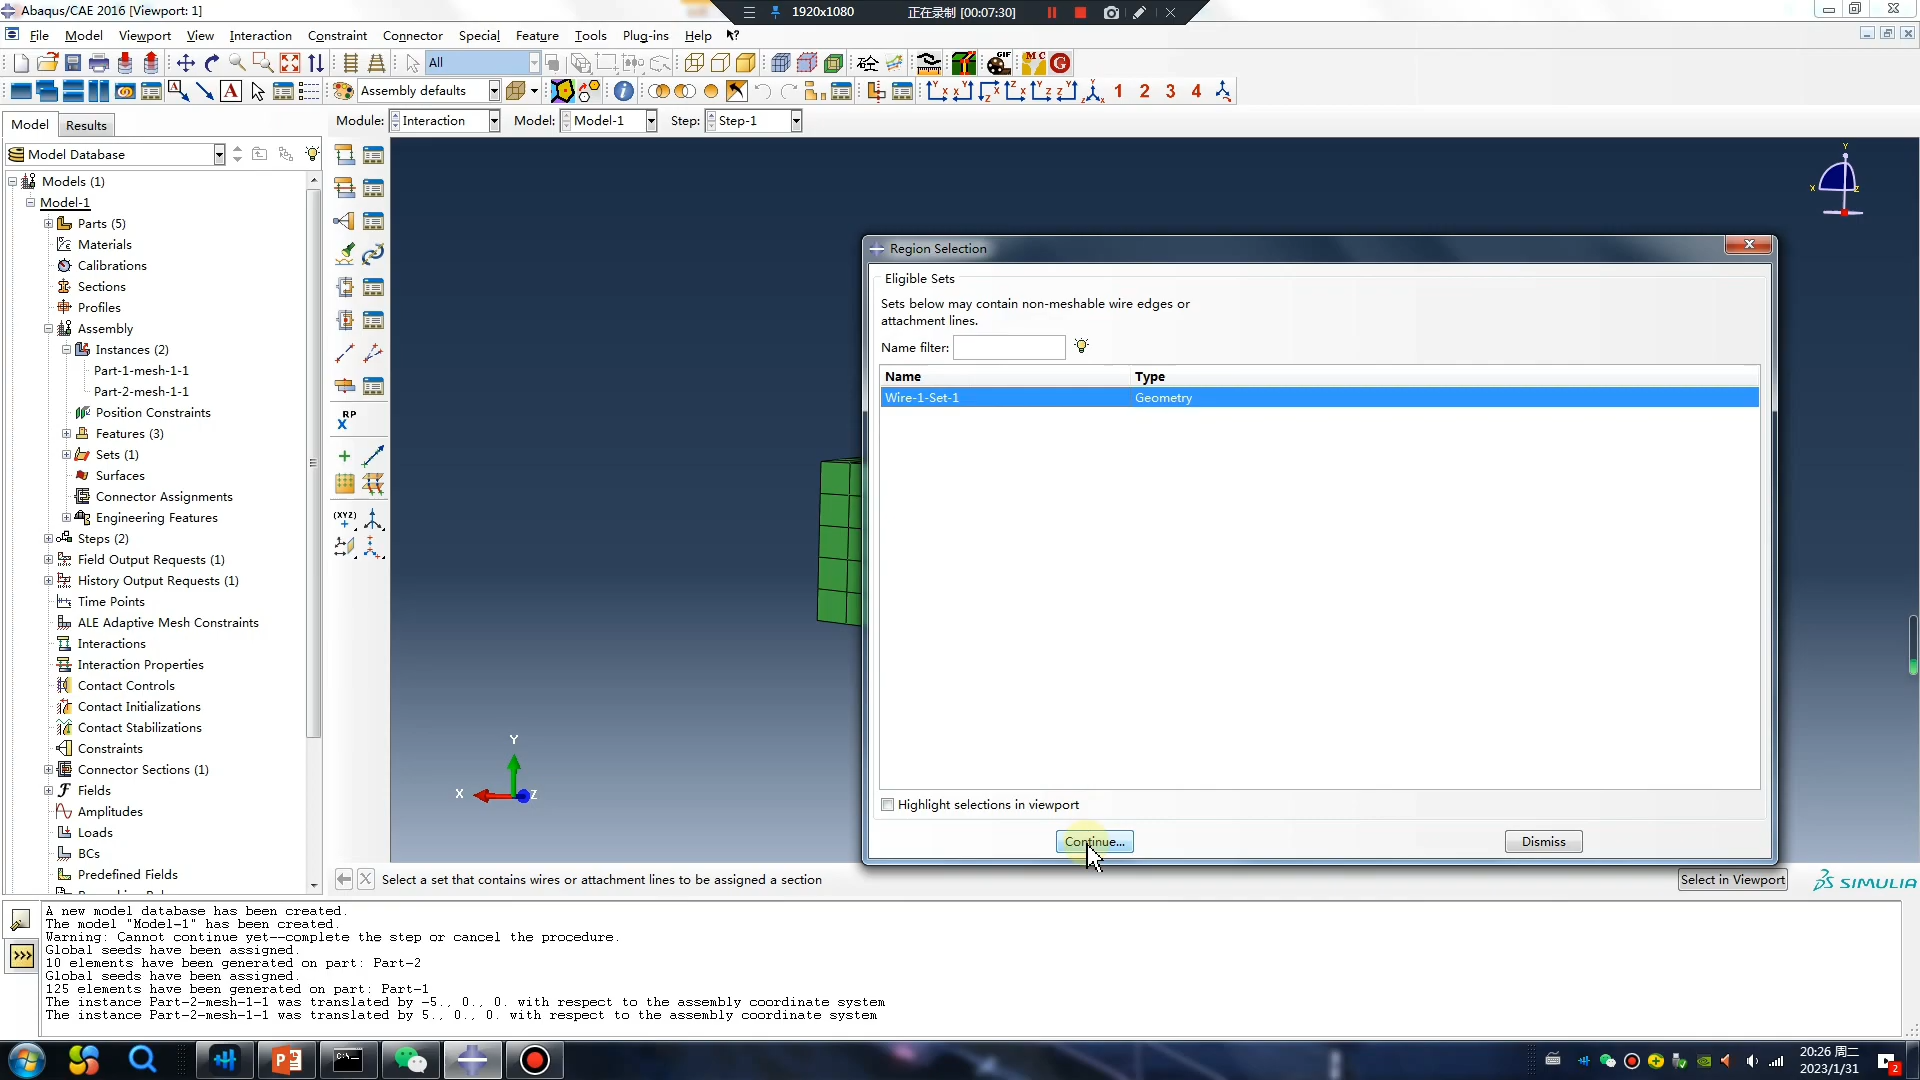 Abaqus/CAE 2016 [Viewport: 1]
1920x1080
正在录制 [00:07:30]
File Model Viewport View Interaction Constraint Connector Special Feature Tools Plug-ins Help
All
Assembly defaults
1 2 3 4
Model Results
Module: Interaction Model: Model-1 Step: Step-1
Model Database
Models (1)
Model-1
Parts (5)
Materials
Calibrations
Sections
Profiles
Assembly
Instances (2)
Part-1-mesh-1-1
Part-2-mesh-1-1
Position Constraints
Features (3)
Sets (1)
Surfaces
Connector Assignments
Engineering Features
Steps (2)
Field Output Requests (1)
History Output Requests (1)
Time Points
ALE Adaptive Mesh Constraints
Interactions
Interaction Properties
Contact Controls
Contact Initializations
Contact Stabilizations
Constraints
Connector Sections (1)
Fields
Amplitudes
Loads
BCs
Predefined Fields
RP
(XYZ)
Y
X
Z
Y
X
Z
Region Selection
Eligible Sets
Sets below may contain non-meshable wire edges or
attachment lines.
Name filter:
Name Type
Wire-1-Set-1 Geometry
Highlight selections in viewport
Continue... Dismiss
Select a set that contains wires or attachment lines to be assigned a section
Select in Viewport
SIMULIA
A new model database has been created.
The model "Model-1" has been created.
Warning: Cannot continue yet--complete the step or cancel the procedure.
Global seeds have been assigned.
10 elements have been generated on part: Part-2
Global seeds have been assigned.
125 elements have been generated on part: Part-1
The instance Part-2-mesh-1-1 was translated by -5., 0., 0. with respect to the assembly coordinate system
The instance Part-2-mesh-1-1 was translated by 5., 0., 0. with respect to the assembly coordinate system
20:26 周二
2023/1/31
2